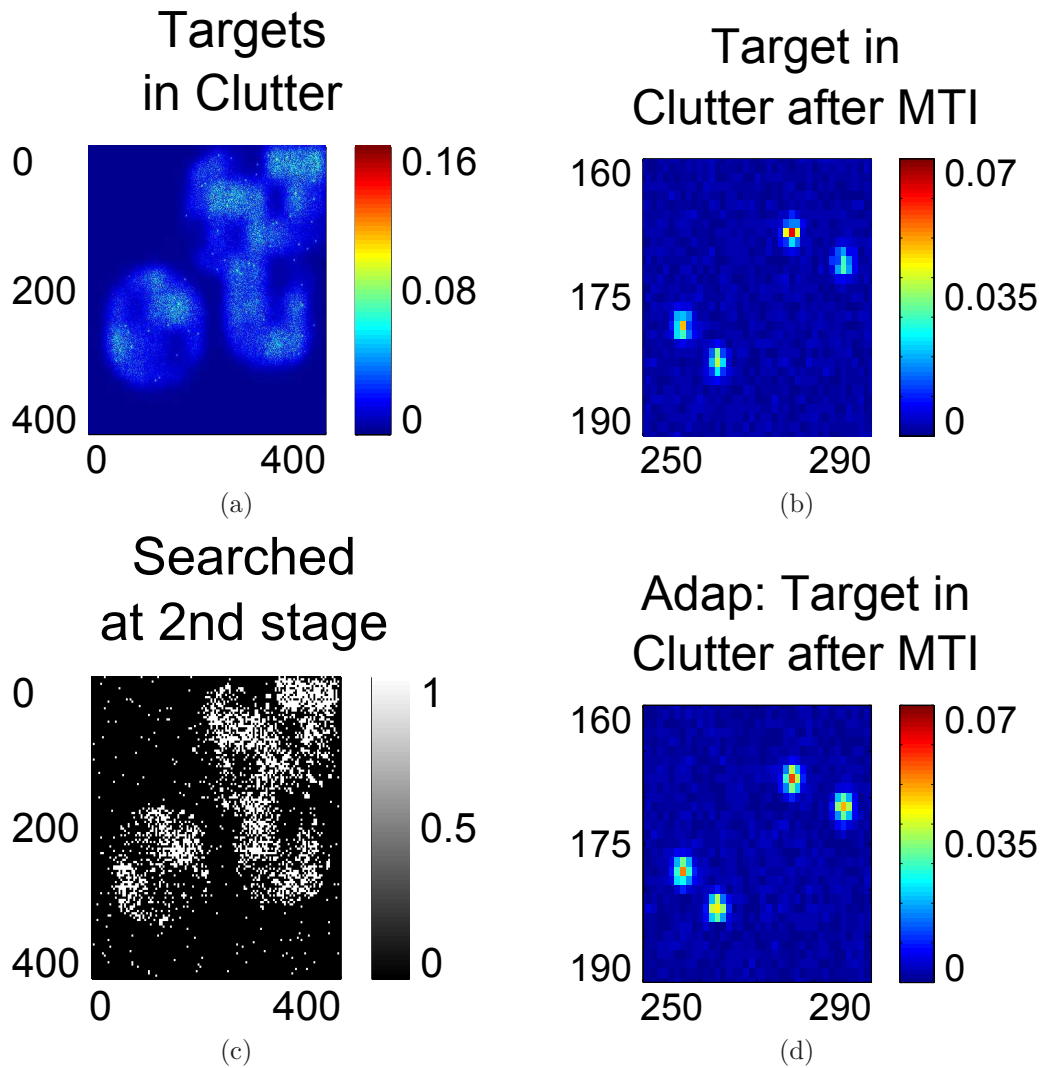 Targets
in Clutter
0
200
400
0
400
0.16
0.08
0
(a)
Target in
Clutter after MTI
160
175
190
250
290
0.07
0.035
0
(b)
Searched
at 2nd stage
0
200
400
0
400
1
0.5
0
(c)
Adap: Target in
Clutter after MTI
160
175
190
250
290
0.07
0.035
0
(d)